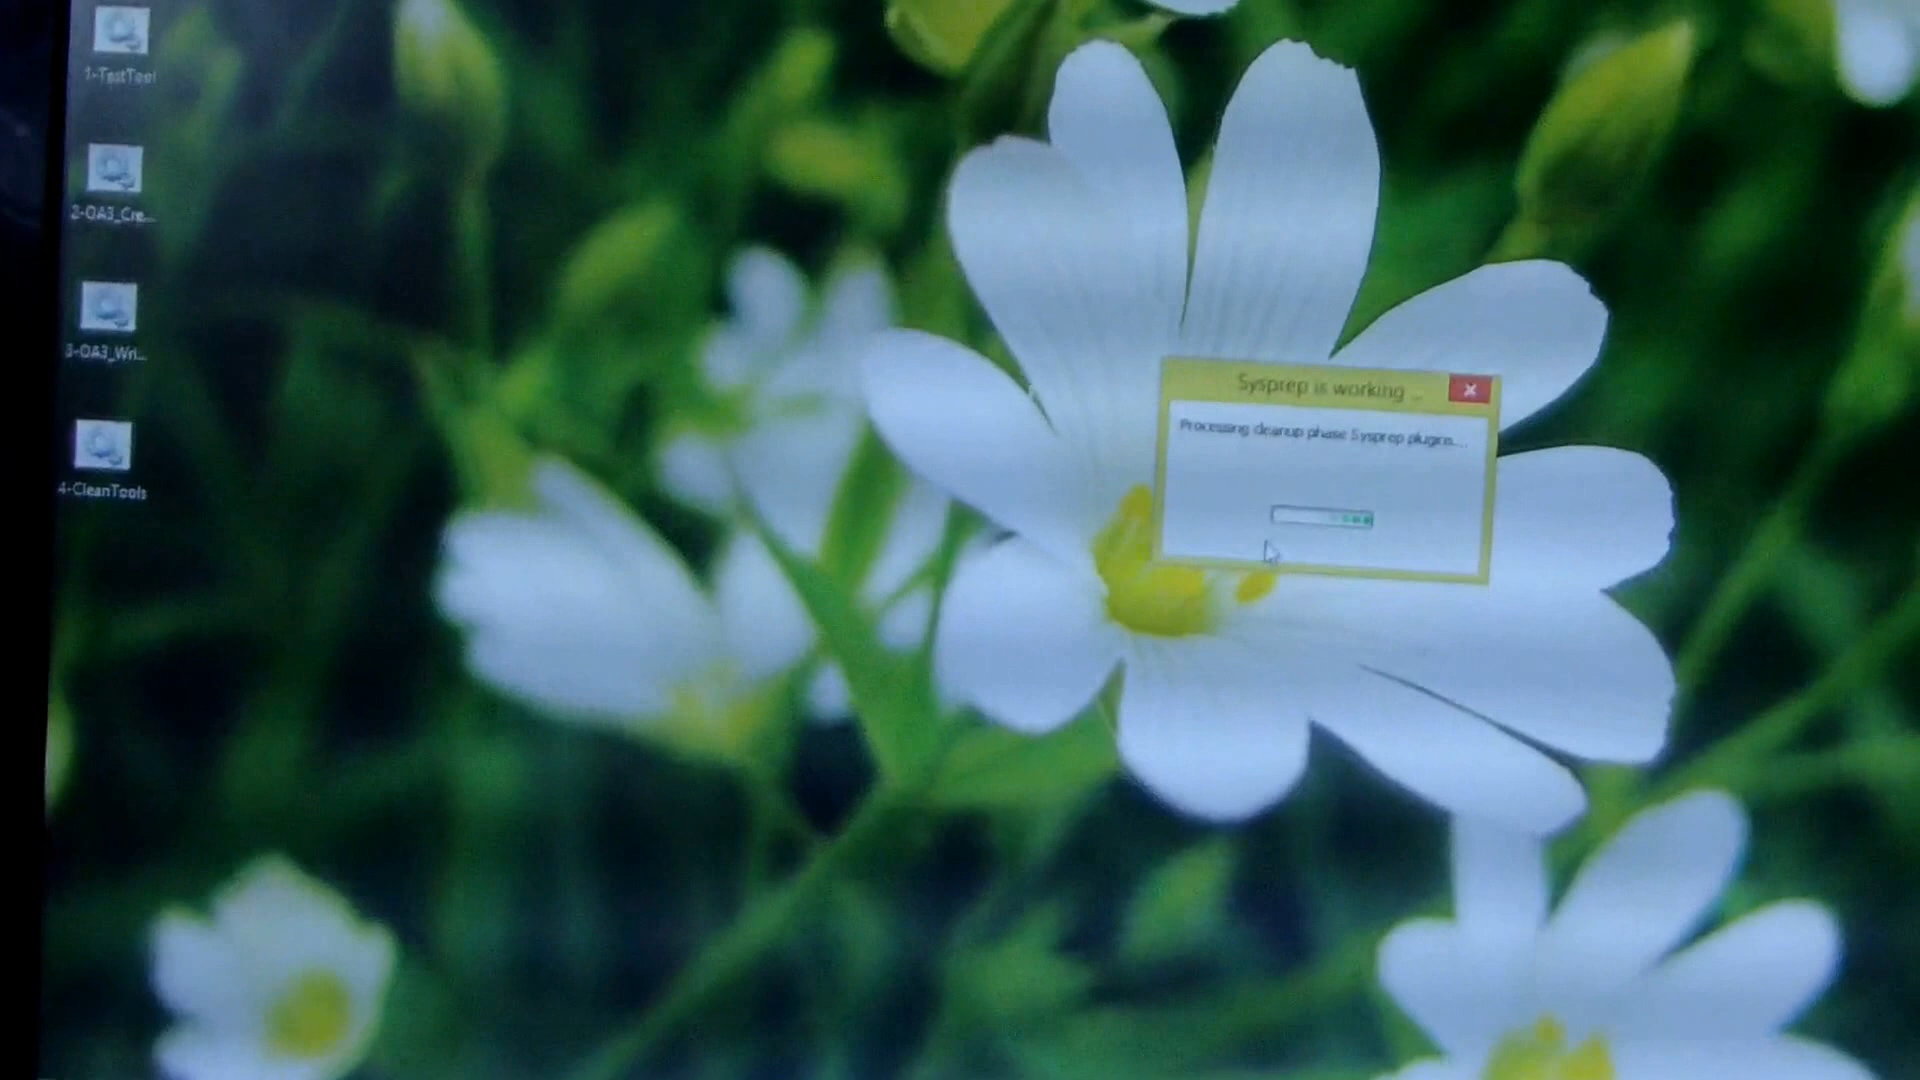 1-TestTool
2-OA3_Cre...
3-OA3_Wri...
4-CleanTools
Sysprep is working ...
Processing cleanup phase Sysprep plugins...